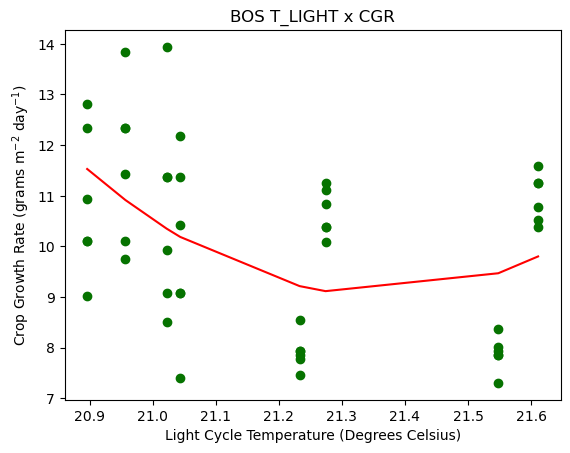 BOS T_LIGHT x CGR
14
13
12
11
10
9
8
7
Crop Growth Rate (grams m⁻² day⁻¹)
20.9 21.0 21.1 21.2 21.3 21.4 21.5 21.6
Light Cycle Temperature (Degrees Celsius)